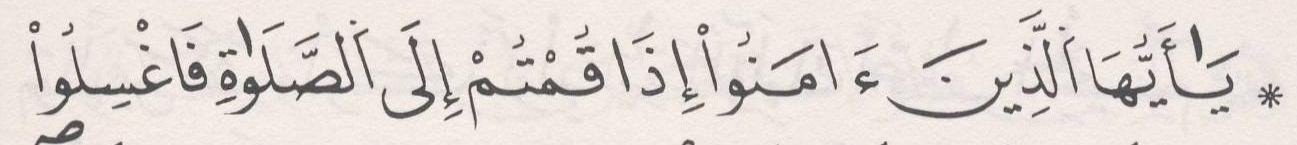 * يَٰٓأَيُّهَا ٱلَّذِينَ ءَامَنُوٓا۟ إِذَا قُمْتُمْ إِلَى ٱلصَّلَوٰةِ فَٱغْسِلُوا۟